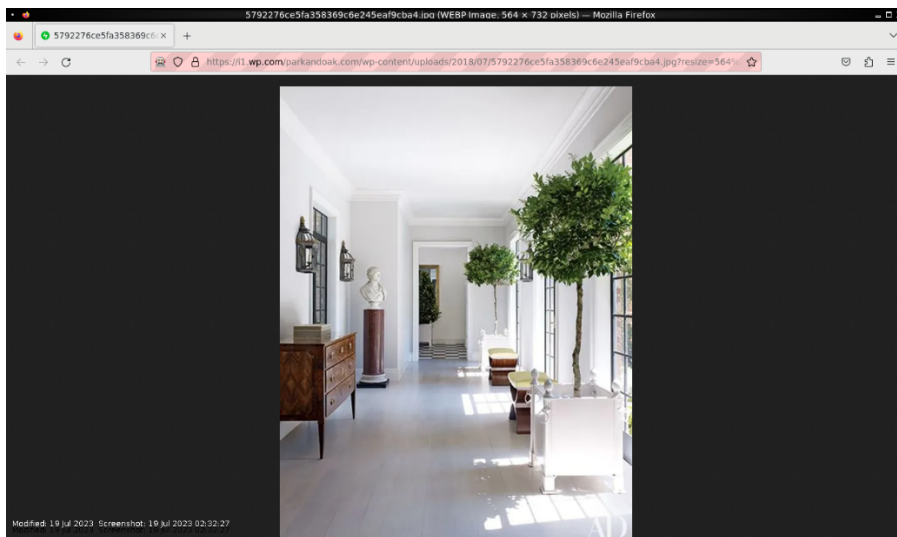 5792276ce5fa358369c6e245eaf9cba4.jpg (WEBP Image, 564 × 732 pixels) — Mozilla Firefox
5792276ce5fa358369c6
https://i1.wp.com/parkandoak.com/wp-content/uploads/2018/07/5792276ce5fa358369c6e245eaf9cba4.jpg?resize=564%
AD
Modified: 19 Jul 2023 Screenshot: 19 Jul 2023 02:32:27